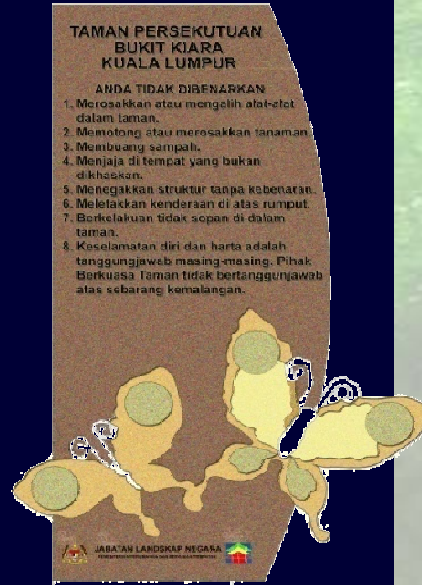 TAMAN PERSEKUTUAN
BUKIT KIARA
KUALA LUMPUR
ANDA TIDAK DIBENARKAN
1. Merosakkan atau mengalih alat-alat
dalam taman.
2. Memotong atau merosakkan tanaman.
3. Membuang sampah.
4. Menjaja di tempat yang bukan
dikhaskan.
5. Menegakkan struktur tanpa kebenaran.
6. Meletakkan kenderaan di atas rumput.
7. Berkelakuan tidak sopan di dalam
taman.
8. Keselamatan diri dan harta adalah
tanggungjawab masing-masing. Pihak
Berkuasa Taman tidak bertanggunjawab
atas sebarang kemalangan.
JABATAN LANDSKAP NEGARA